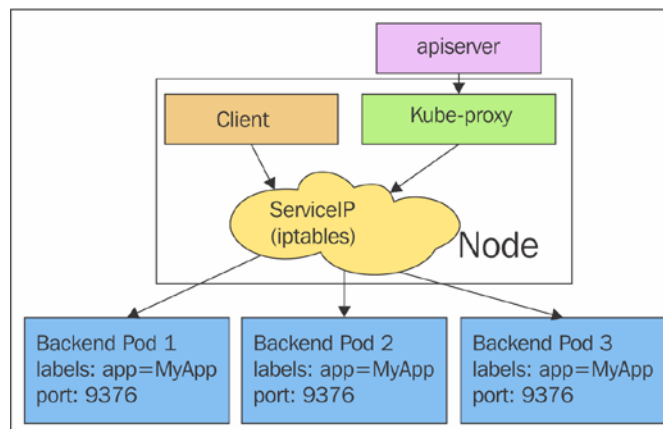 apiserver
Client
Kube-proxy
ServiceIP
(iptables)
Node
Backend Pod 1
labels: app=MyApp
port: 9376
Backend Pod 2
labels: app=MyApp
port: 9376
Backend Pod 3
labels: app=MyApp
port: 9376